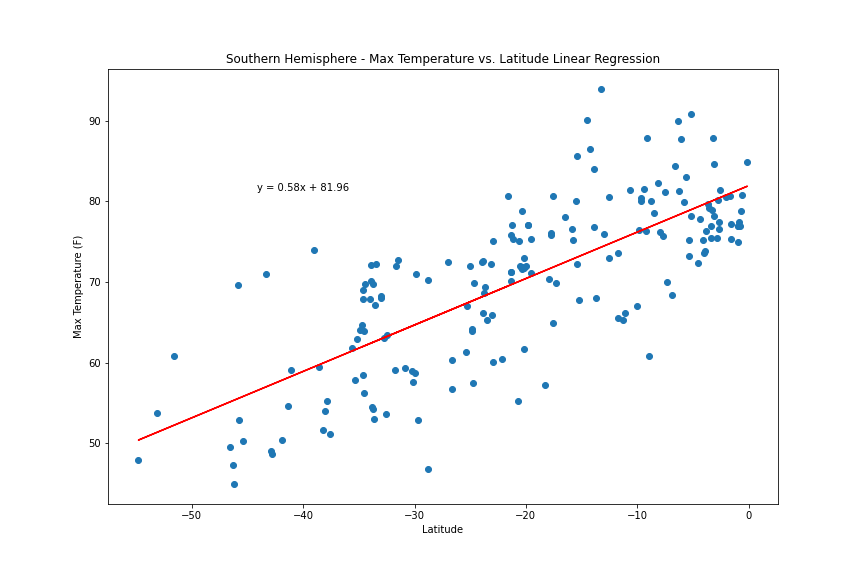 Southern Hemisphere - Max Temperature vs. Latitude Linear Regression
90
80
70
60
50
Max Temperature (F)
y = 0.58x + 81.96
−50
−40
−30
−20
−10
0
Latitude